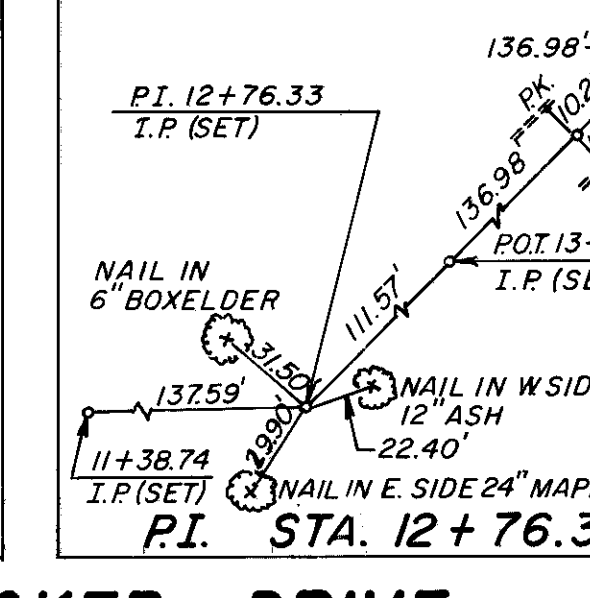 136.98'
P.I. 12+76.33
I.P. (SET)
P.K.
10.2
136.98'
P.O.T. 13
I.P. (SE
NAIL IN
6" BOXELDER
111.57'
31.50'
NAIL IN W. SID
12" ASH
137.59'
29.90'
22.40'
11+38.74
I.P. (SET)
NAIL IN E. SIDE 24" MAP
P.I. STA. 12+76.3
DRIVE